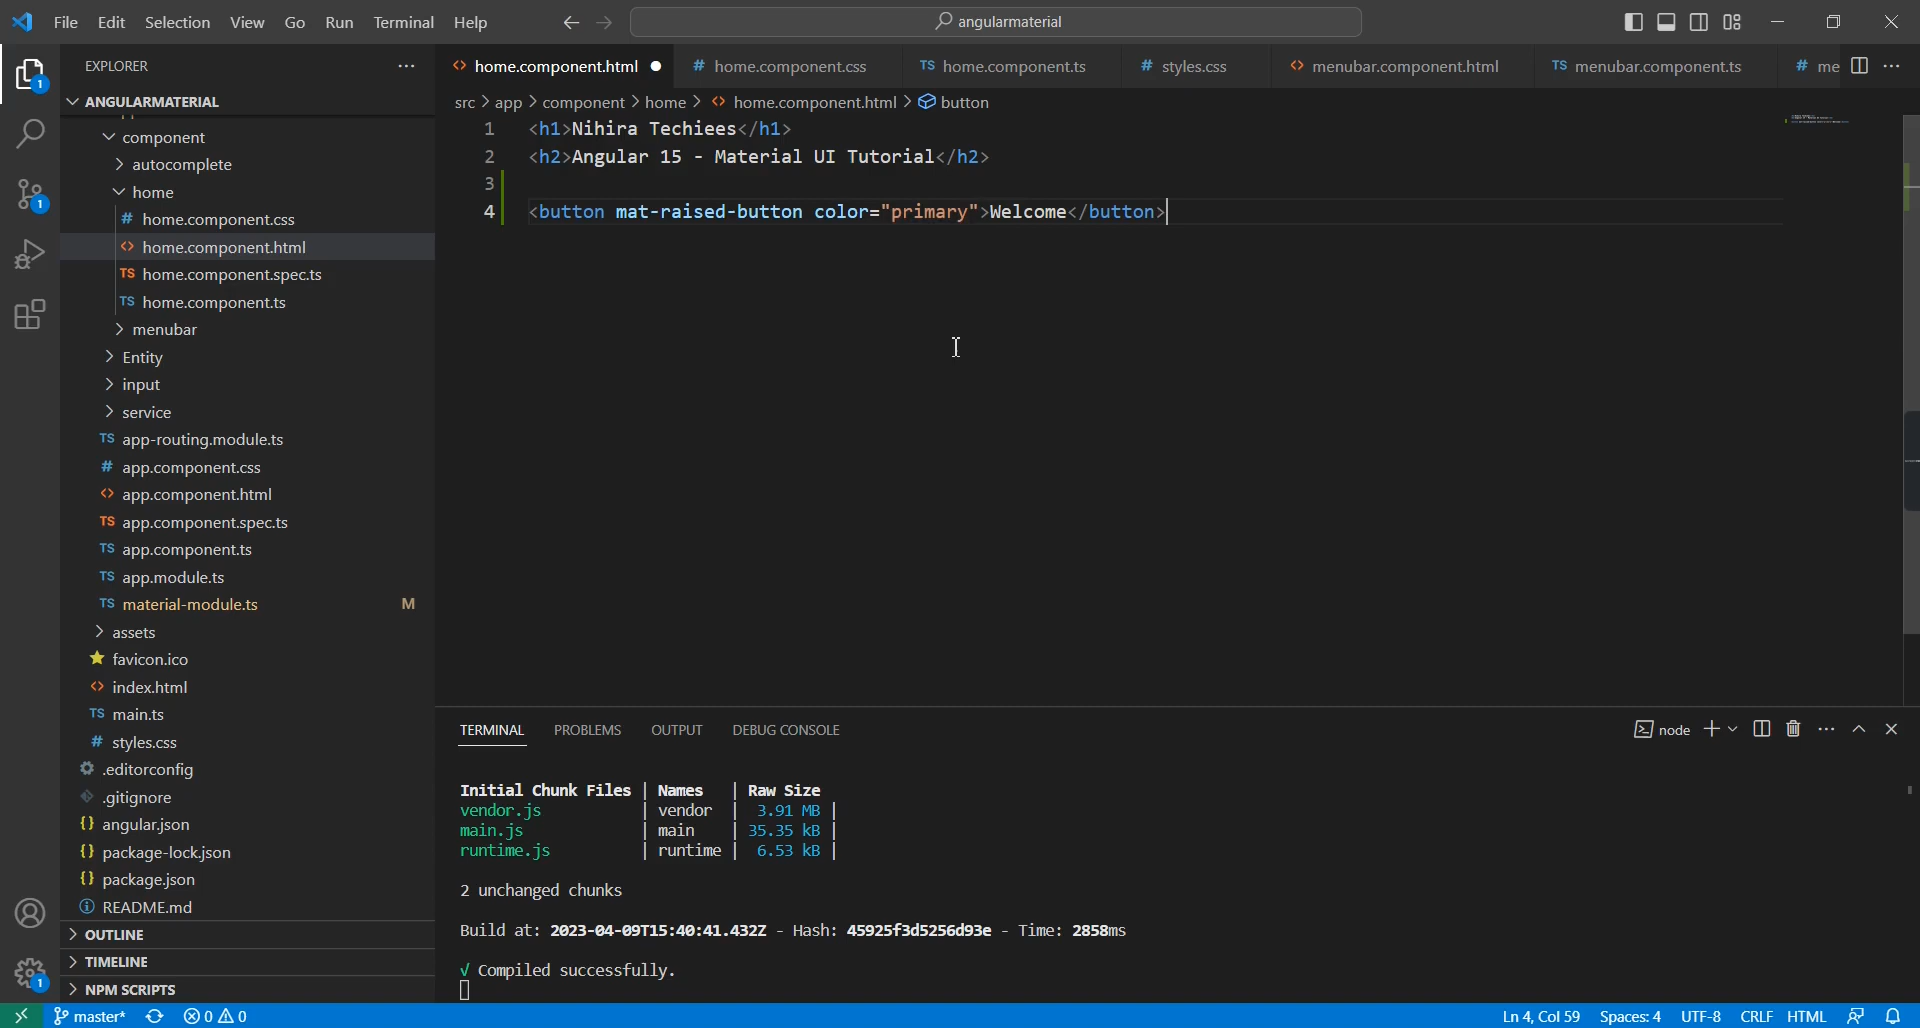 File Edit Selection View Go Run Terminal Help
angularmaterial
EXPLORER
ANGULARMATERIAL
component
autocomplete
home
home.component.css
home.component.html
home.component.spec.ts
home.component.ts
menubar
Entity
input
service
app-routing.module.ts
app.component.css
app.component.html
app.component.spec.ts
app.component.ts
app.module.ts
material-module.ts M
assets
favicon.ico
index.html
main.ts
styles.css
.editorconfig
.gitignore
angular.json
package-lock.json
package.json
README.md
OUTLINE
TIMELINE
NPM SCRIPTS
home.component.html # home.component.css TS home.component.ts # styles.css menubar.component.html TS menubar.component.ts # me
src > app > component > home > home.component.html > button
1 <h1>Nihira Techiees</h1>
2 <h2>Angular 15 - Material UI Tutorial</h2>
3
4 <button mat-raised-button color="primary">Welcome</button>
TERMINAL PROBLEMS OUTPUT DEBUG CONSOLE
node
Initial Chunk Files | Names | Raw Size
vendor.js | vendor | 3.91 MB |
main.js | main | 35.35 kB |
runtime.js | runtime | 6.53 kB |
2 unchanged chunks
Build at: 2023-04-09T15:40:41.432Z - Hash: 45925f3d5256d93e - Time: 2858ms
√ Compiled successfully.
master* 0 0 Ln 4, Col 59 Spaces: 4 UTF-8 CRLF HTML